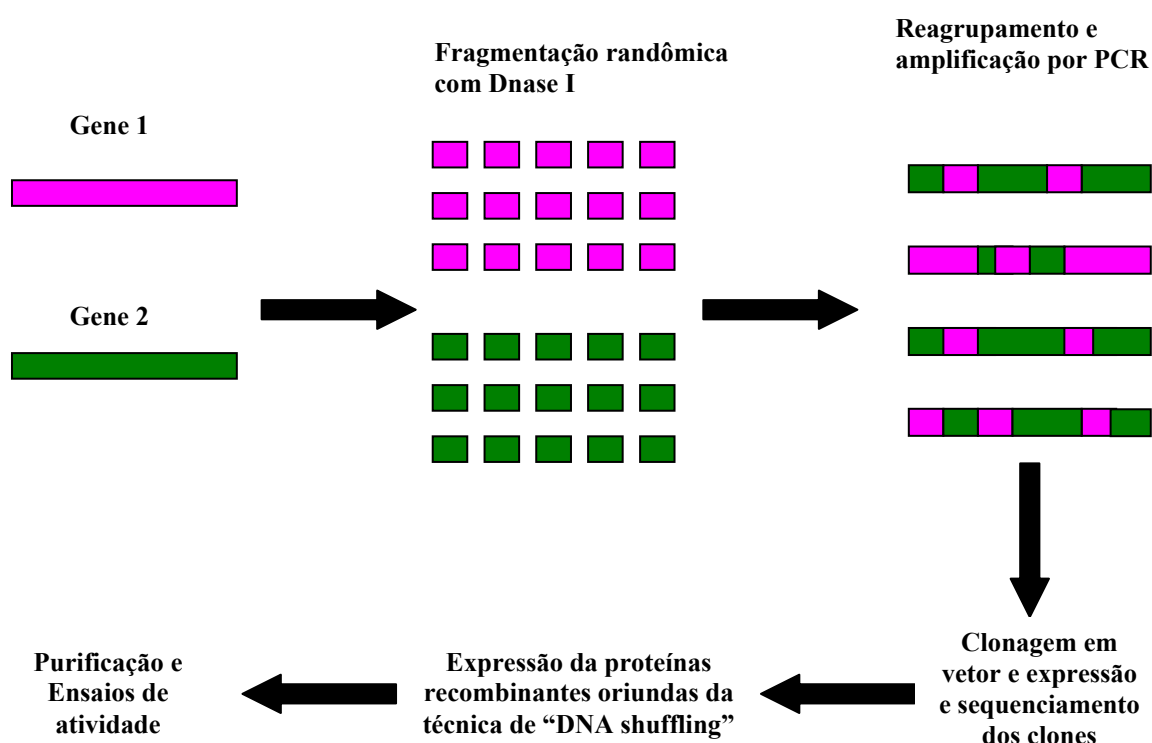 Gene 1
Gene 2
Fragmentação randômica
com Dnase I
Reagrupamento e
amplificação por PCR
Clonagem em
vetor e expressão
e sequenciamento
dos clones
Expressão da proteínas
recombinantes oriundas da
técnica de “DNA shuffling”
Purificação e
Ensaios de
atividade